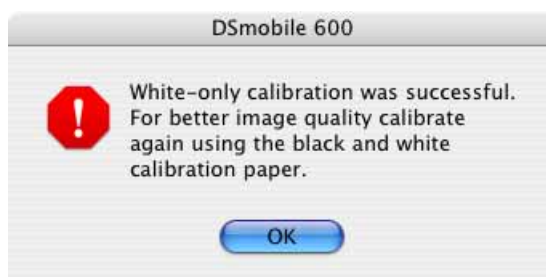 DSmobile 600
White-only calibration was successful.
For better image quality calibrate
again using the black and white
calibration paper.
OK